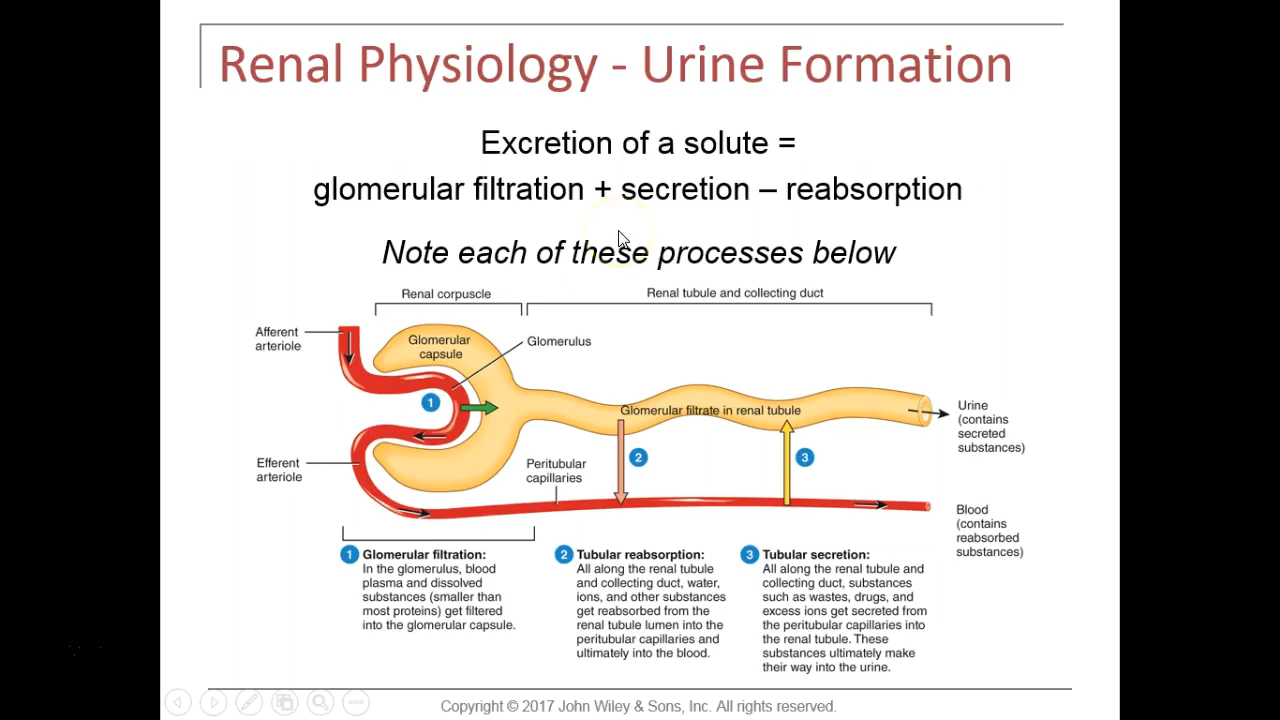 Renal Physiology - Urine Formation
Excretion of a solute =
glomerular filtration + secretion – reabsorption
Note each of these processes below
Renal corpuscle
Renal tubule and collecting duct
Afferent
arteriole
Glomerular
capsule
Glomerulus
1
Glomerular filtrate in renal tubule
Urine
(contains
secreted
substances)
2
3
Efferent
arteriole
Peritubular
capillaries
Blood
(contains
reabsorbed
substances)
1 Glomerular filtration:
In the glomerulus, blood
plasma and dissolved
substances (smaller than
most proteins) get filtered
into the glomerular capsule.
2 Tubular reabsorption:
All along the renal tubule
and collecting duct, water,
ions, and other substances
get reabsorbed from the
renal tubule lumen into the
peritubular capillaries and
ultimately into the blood.
3 Tubular secretion:
All along the renal tubule and
collecting duct, substances
such as wastes, drugs, and
excess ions get secreted from
the peritubular capillaries into
the renal tubule. These
substances ultimately make
their way into the urine.
Copyright © 2017 John Wiley & Sons, Inc. All rights reserved.